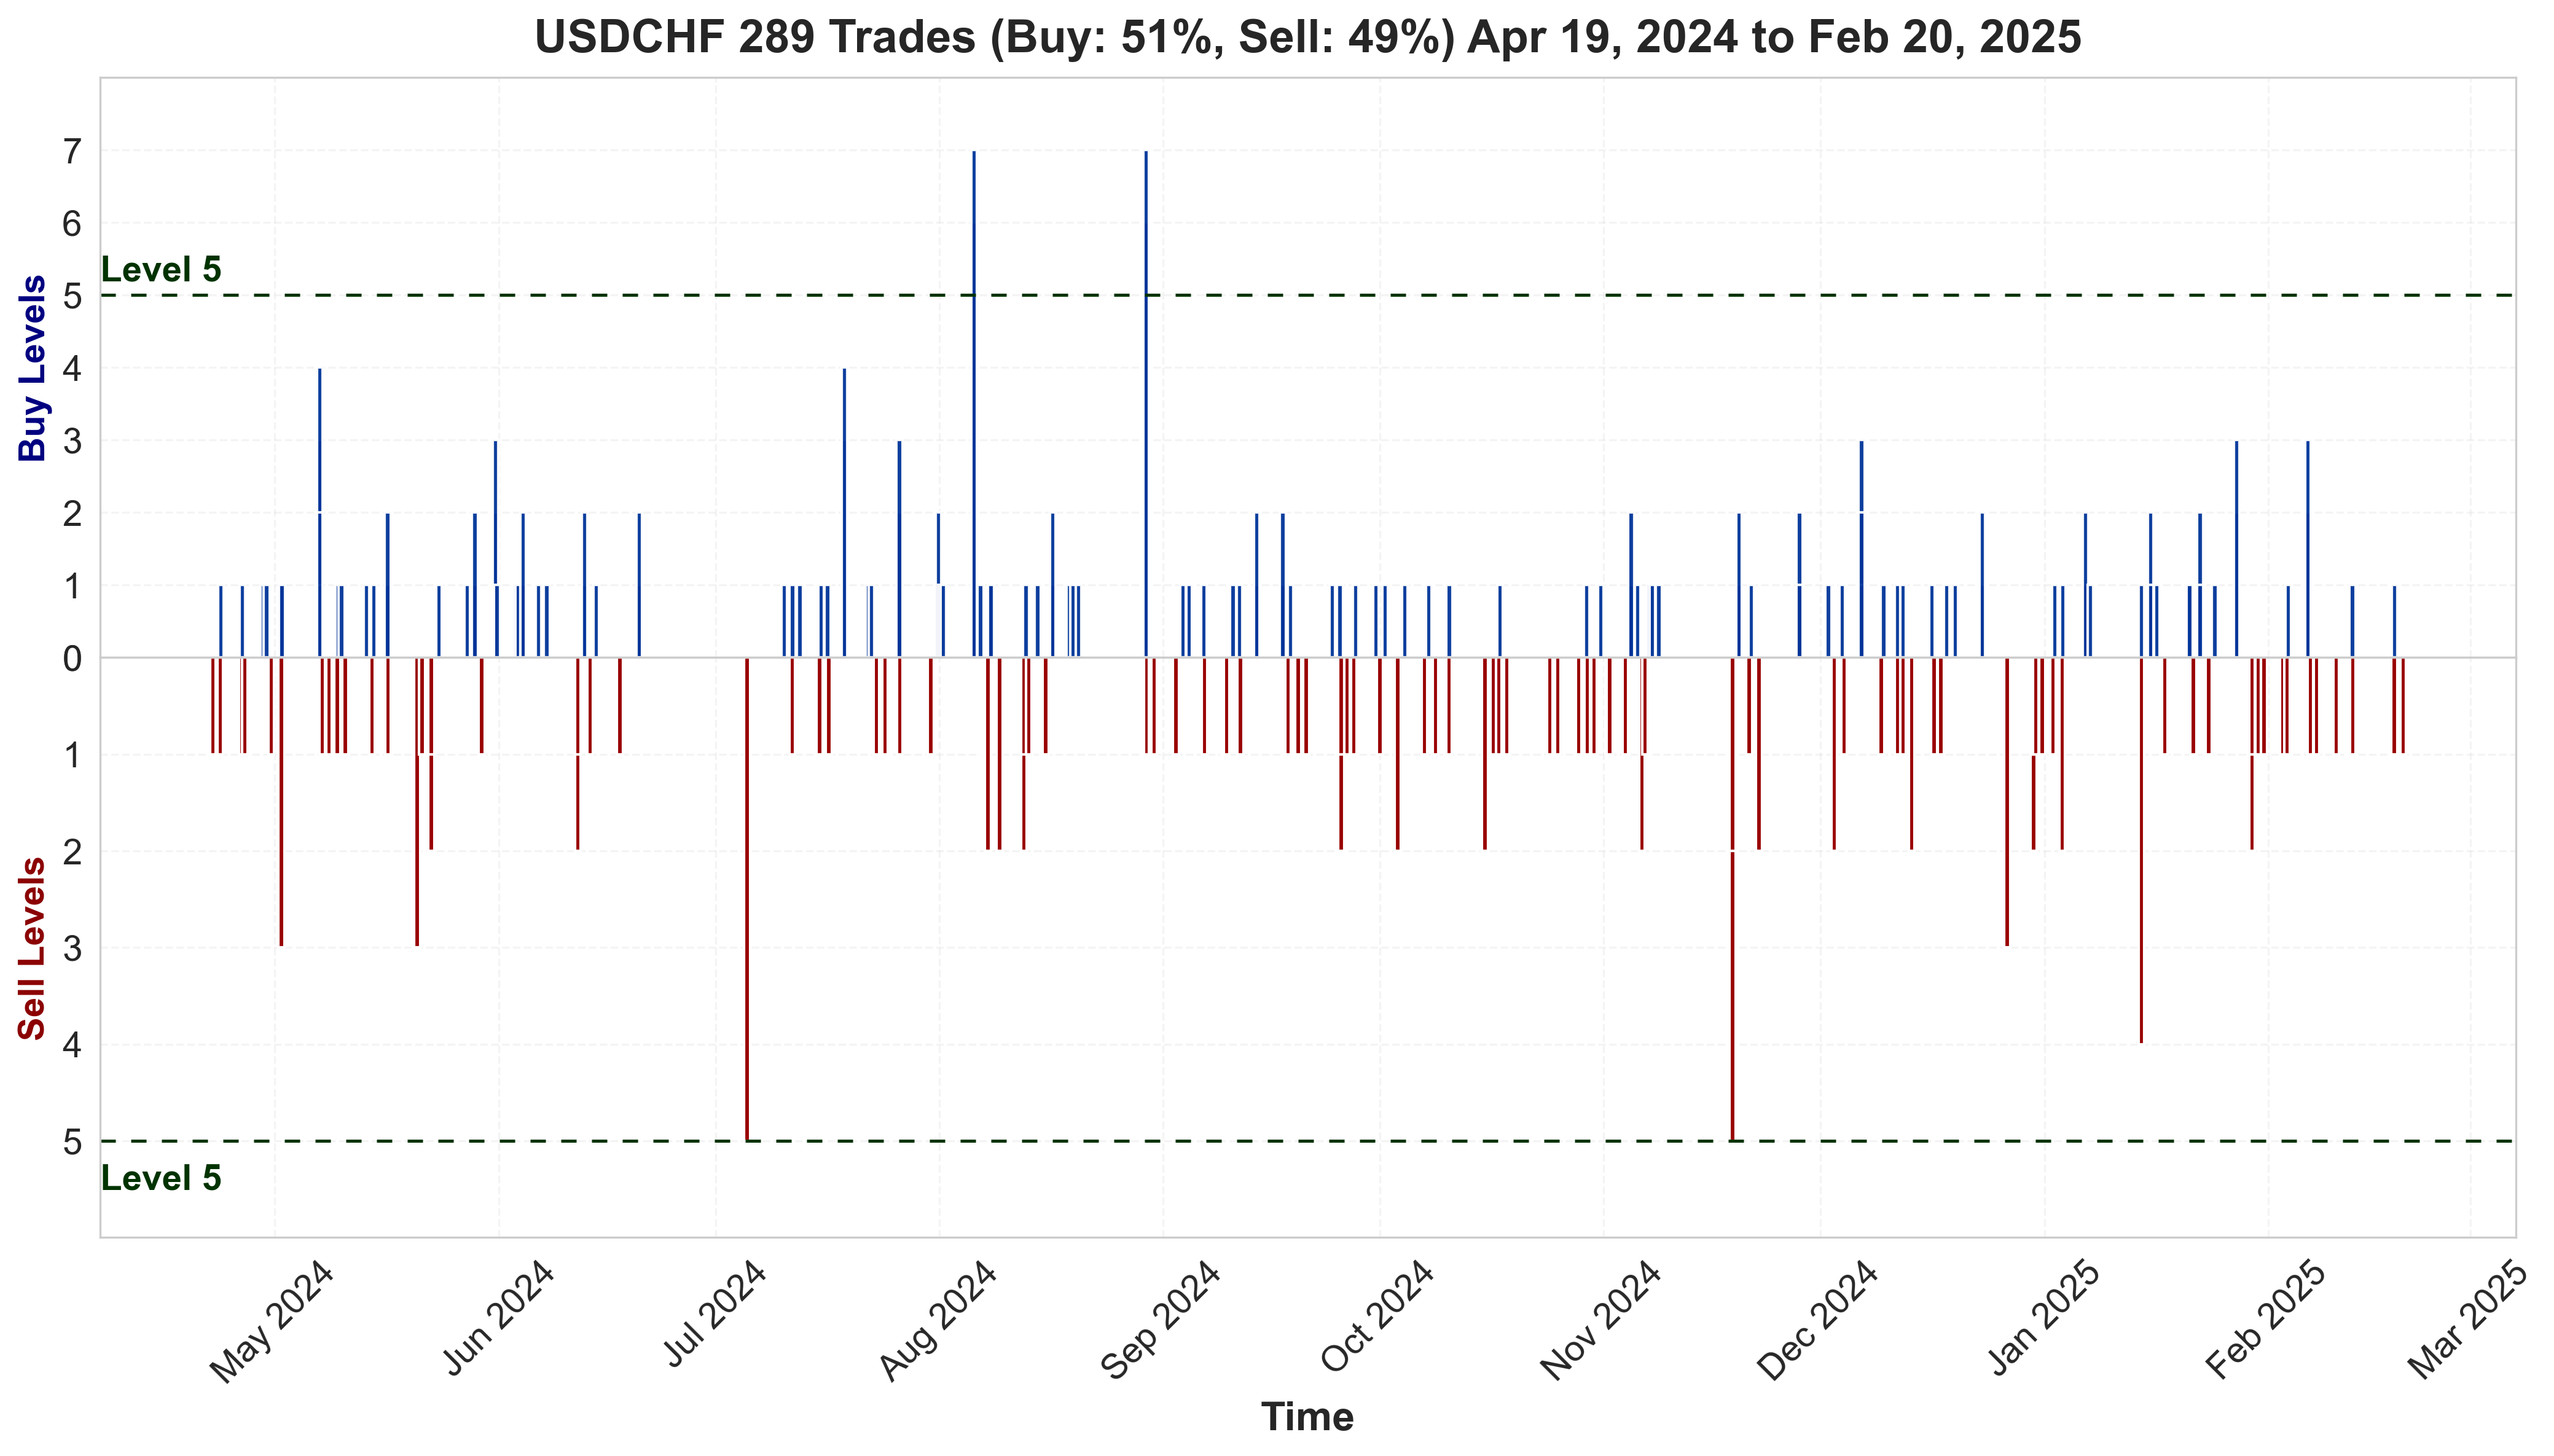 USDCHF 289 Trades (Buy: 51%, Sell: 49%) Apr 19, 2024 to Feb 20, 2025
Buy Levels
7
6
Level 5
5
4
3
2
1
0
Sell Levels
1
2
3
4
5
Level 5
May 2024
Jun 2024
Jul 2024
Aug 2024
Sep 2024
Oct 2024
Nov 2024
Dec 2024
Jan 2025
Feb 2025
Mar 2025
Time